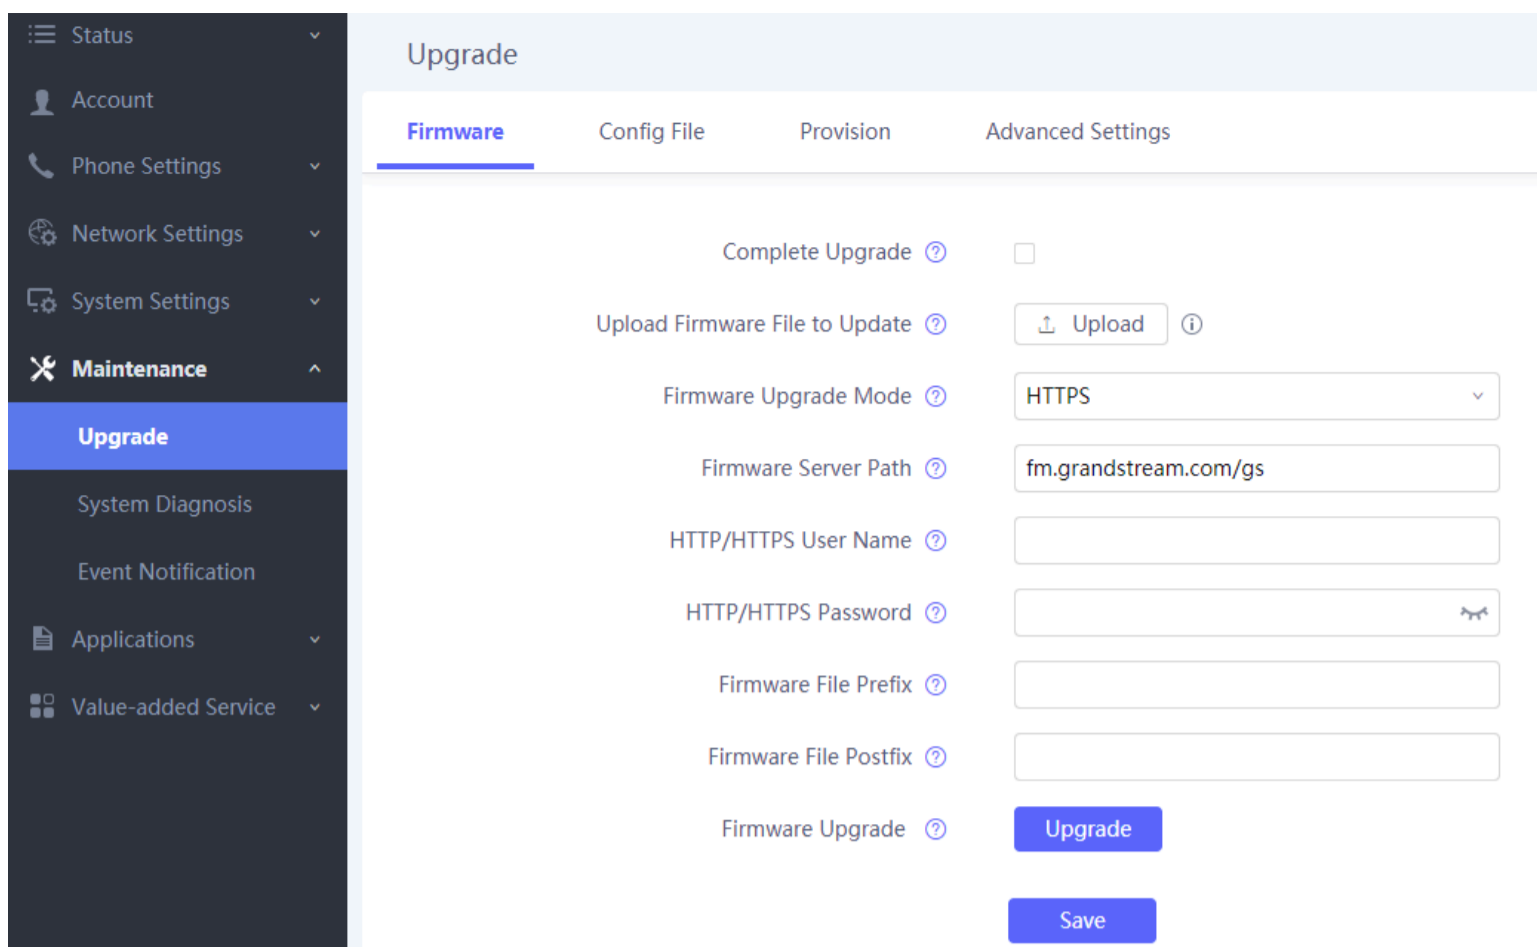 Status
Account
Phone Settings
Network Settings
System Settings
Maintenance
Upgrade
System Diagnosis
Event Notification
Applications
Value-added Service
Upgrade
Firmware
Config File
Provision
Advanced Settings
Complete Upgrade
Upload Firmware File to Update
Upload
Firmware Upgrade Mode
HTTPS
Firmware Server Path
fm.grandstream.com/gs
HTTP/HTTPS User Name
HTTP/HTTPS Password
Firmware File Prefix
Firmware File Postfix
Firmware Upgrade
Upgrade
Save